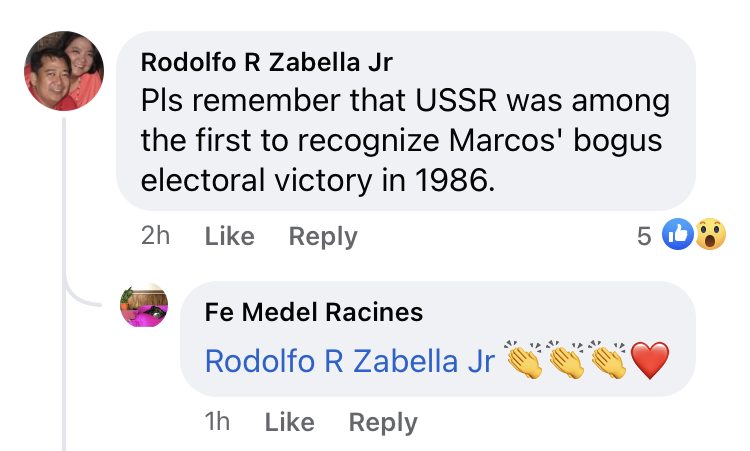 Rodolfo R Zabella Jr
Pls remember that USSR was among
the first to recognize Marcos' bogus
electoral victory in 1986.
2h Like Reply 5 👍😮
Fe Medel Racines
Rodolfo R Zabella Jr 👏👏👏❤️
1h Like Reply